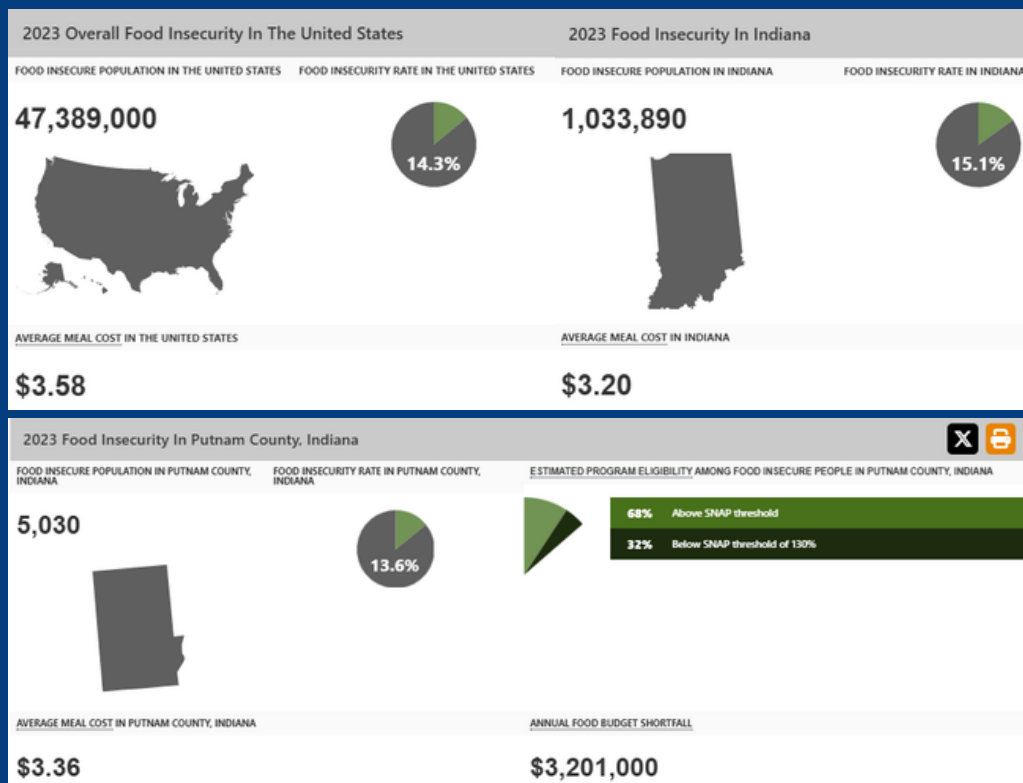 2023 Overall Food Insecurity In The United States
FOOD INSECURE POPULATION IN THE UNITED STATES
FOOD INSECURITY RATE IN THE UNITED STATES
47,389,000
14.3%
AVERAGE MEAL COST IN THE UNITED STATES
$3.58
2023 Food Insecurity In Indiana
FOOD INSECURE POPULATION IN INDIANA
FOOD INSECURITY RATE IN INDIANA
1,033,890
15.1%
AVERAGE MEAL COST IN INDIANA
$3.20
2023 Food Insecurity In Putnam County, Indiana
X
FOOD INSECURE POPULATION IN PUTNAM COUNTY,
INDIANA
FOOD INSECURITY RATE IN PUTNAM COUNTY,
INDIANA
5,030
13.6%
ESTIMATED PROGRAM ELIGIBILITY AMONG FOOD INSECURE PEOPLE IN PUTNAM COUNTY, INDIANA
68% Above SNAP threshold
32% Below SNAP threshold of 130%
AVERAGE MEAL COST IN PUTNAM COUNTY, INDIANA
$3.36
ANNUAL FOOD BUDGET SHORTFALL
$3,201,000